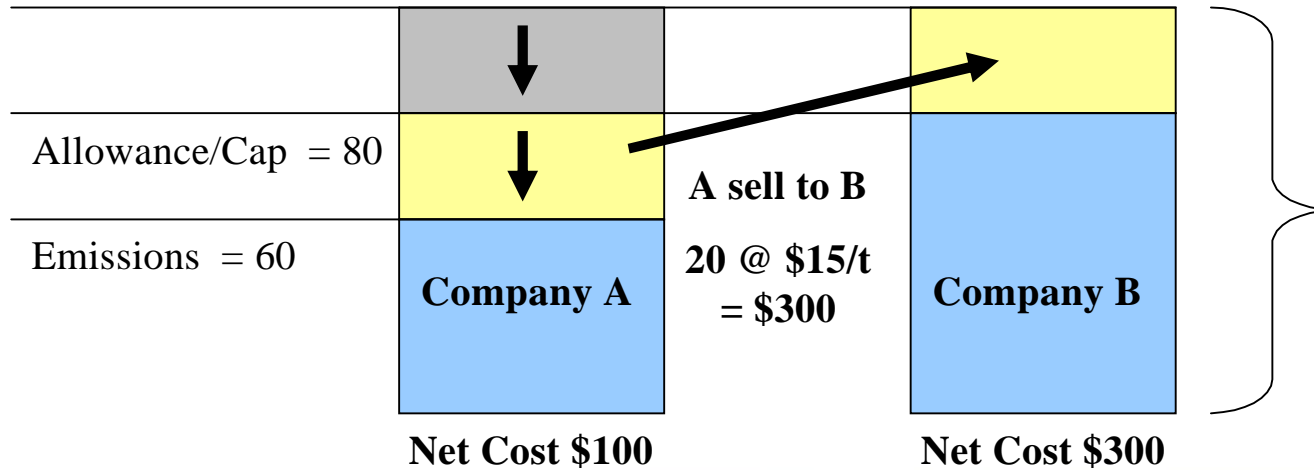 Allowance/Cap = 80
Emissions = 60
Company A
A sell to B
20 @ $15/t
= $300
Company B
Net Cost $100
Net Cost $300